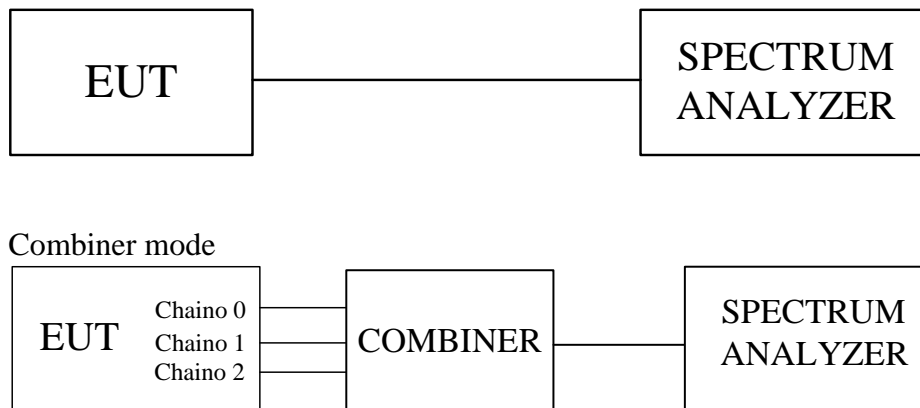 EUT
SPECTRUM
ANALYZER
Combiner mode
EUT
Chaino 0
Chaino 1
Chaino 2
COMBINER
SPECTRUM
ANALYZER